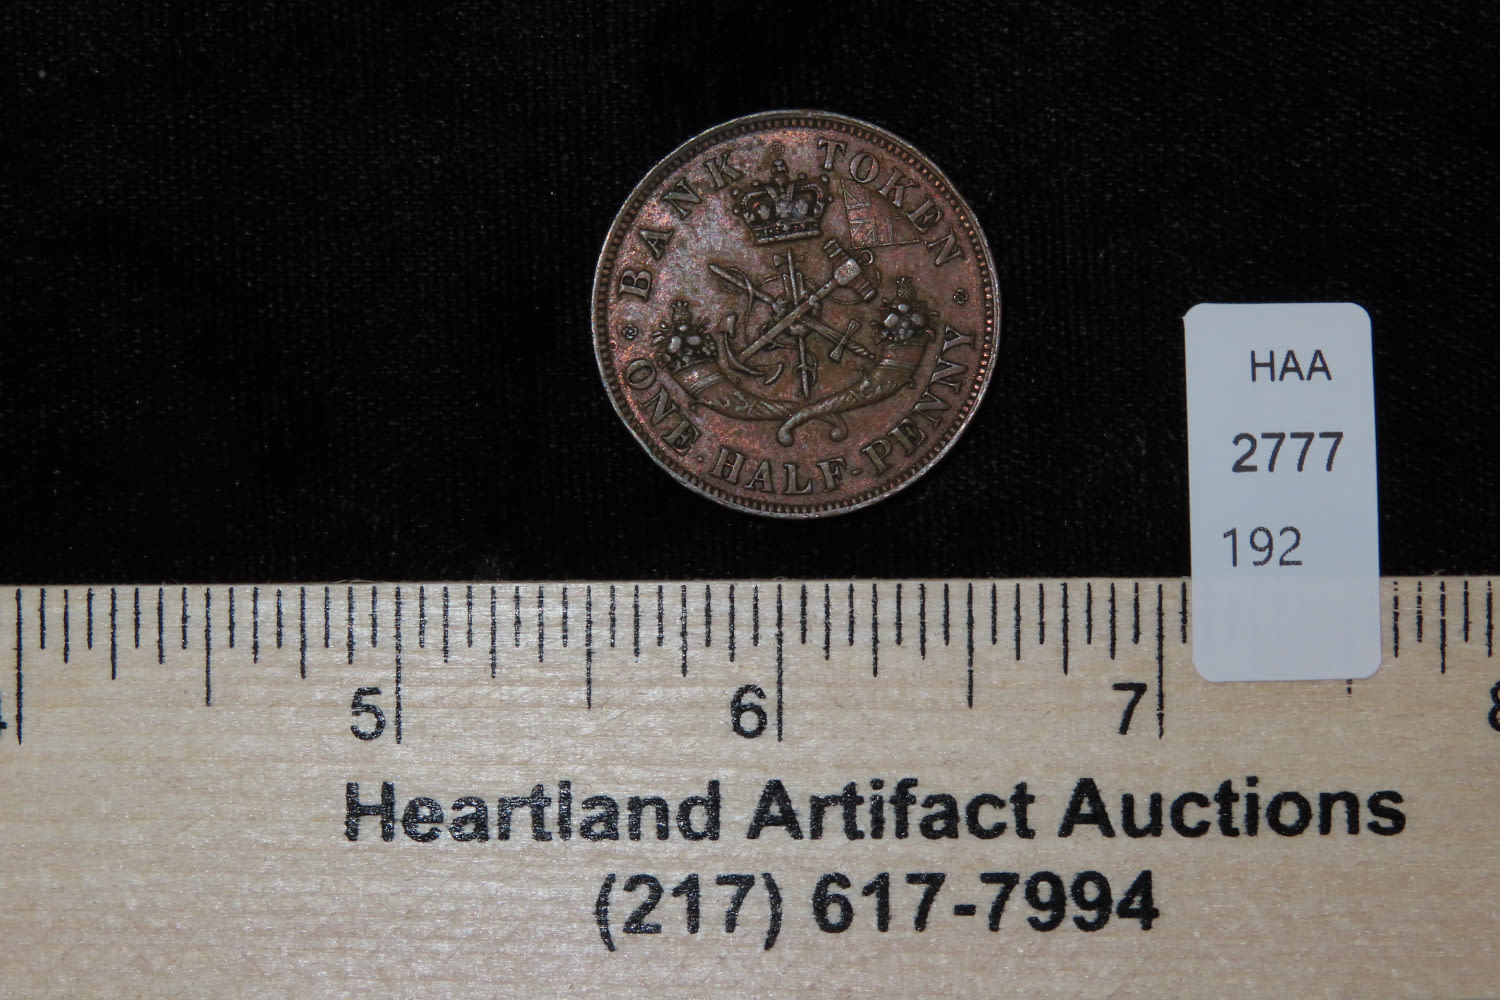 BANK TOKEN
ONE·HALF-PENNY
HAA
2777
192
5 6 7
Heartland Artifact Auctions
(217) 617-7994